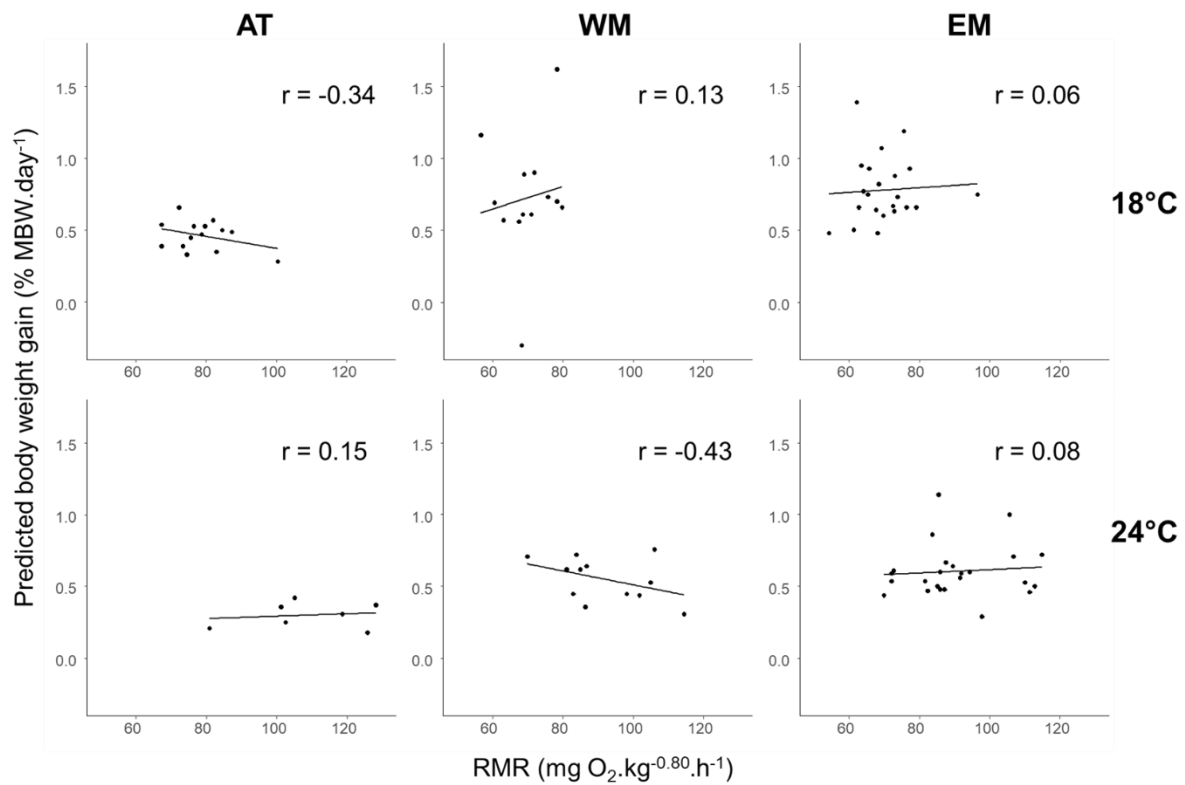 AT WM EM
Predicted body weight gain (% MBW.day⁻¹)
1.5 1.5 1.5
r = -0.34 r = 0.13 r = 0.06
1.0 1.0 1.0
18°C
0.5 0.5 0.5
0.0 0.0 0.0
60 80 100 120 60 80 100 120 60 80 100 120
1.5 1.5 1.5
r = 0.15 r = -0.43 r = 0.08
1.0 1.0 1.0
24°C
0.5 0.5 0.5
0.0 0.0 0.0
60 80 100 120 60 80 100 120 60 80 100 120
RMR (mg O₂.kg⁻⁰·⁸⁰.h⁻¹)